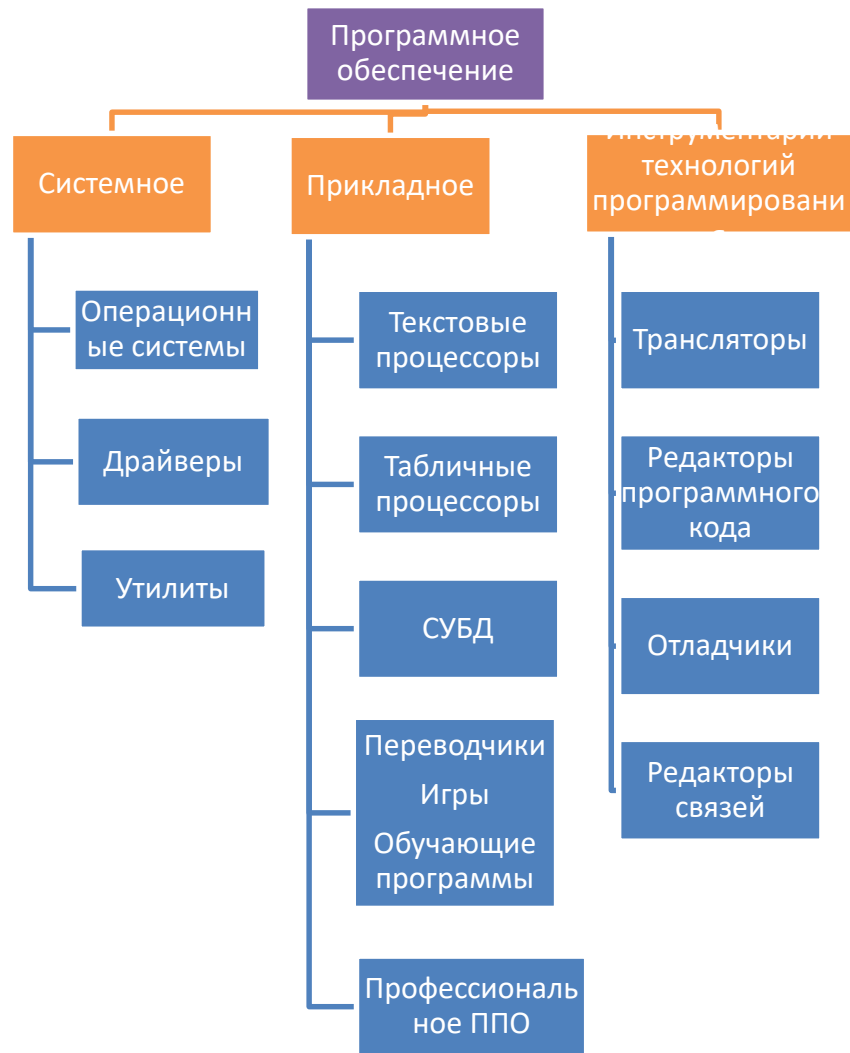 Программное
обеспечение
Системное
Операционн
ые системы
Драйверы
Утилиты
Прикладное
Текстовые
процессоры
Табличные
процессоры
СУБД
Переводчики
Игры
Обучающие
программы
Профессиональ
ное ППО
Инструментарий
технологий
программировани
Трансляторы
Редакторы
программного
кода
Отладчики
Редакторы
связей